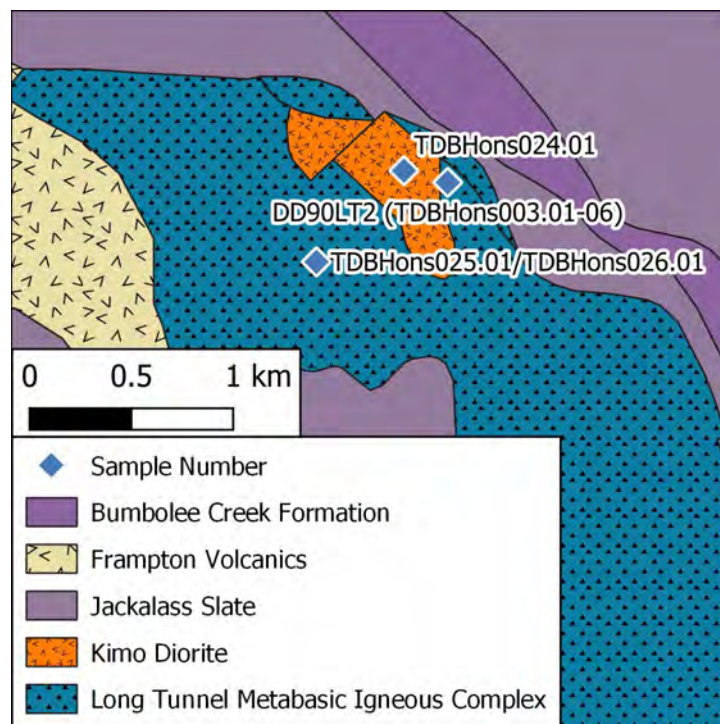 TDBHons024.01
DD90LT2 (TDBHons003.01-06)
TDBHons025.01/TDBHons026.01
0 0.5 1 km
Sample Number
Bumbolee Creek Formation
Frampton Volcanics
Jackalass Slate
Kimo Diorite
Long Tunnel Metabasic Igneous Complex